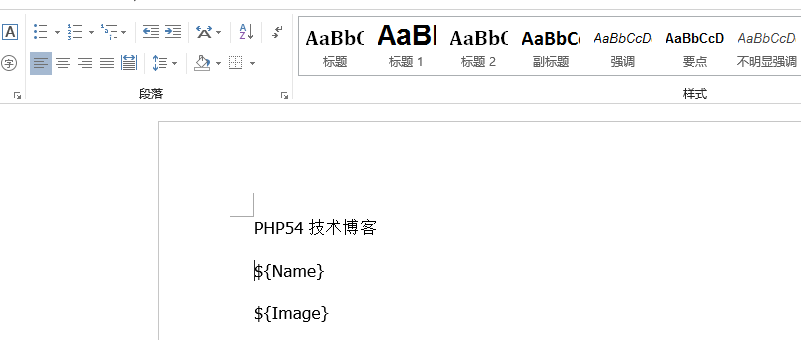 A
AaBbC AaBl AaBbC AaBbC AaBbCcD AaBbCcD AaBbCcD
字
标题 标题 1 标题 2 副标题 强调 要点 不明显强调
段落 样式
PHP54 技术博客
${Name}
${Image}